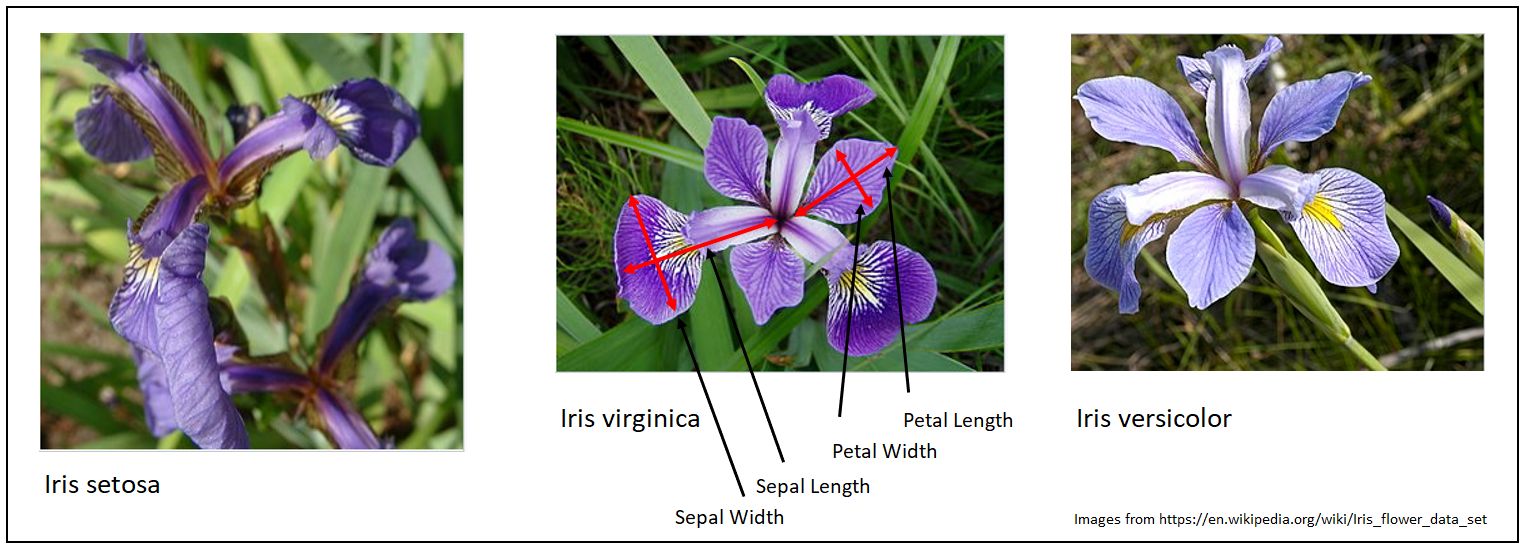 Iris setosa
Iris virginica
Iris versicolor
Petal Length
Petal Width
Sepal Length
Sepal Width
Images from https://en.wikipedia.org/wiki/Iris_flower_data_set